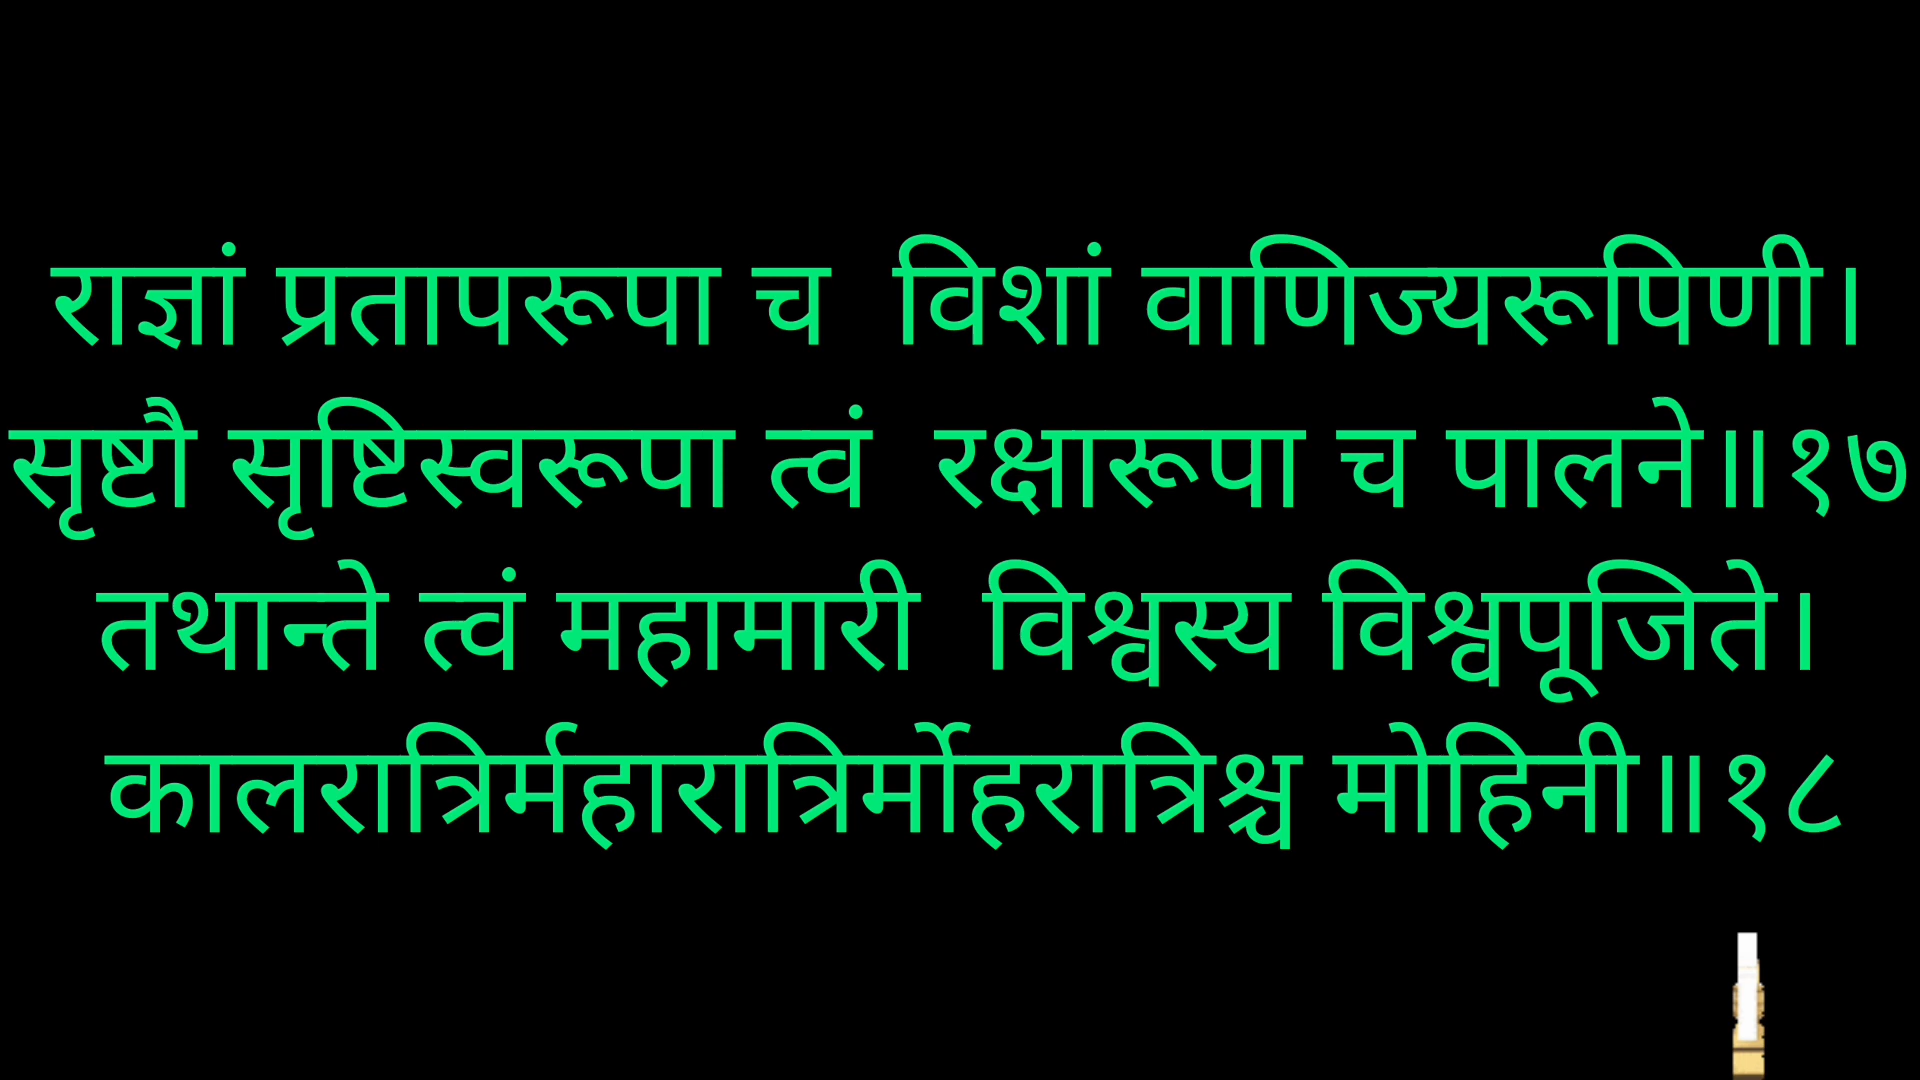 राज्ञां प्रतापरूपा च विशां वाणिज्यरूपिणी।
सृष्टौ सृष्टिस्वरूपा त्वं रक्षारूपा च पालने॥१७
तथान्ते त्वं महामारी विश्वस्य विश्वपूजिते।
कालरात्रिर्महारात्रिर्मोहरात्रिश्च मोहिनी॥१८